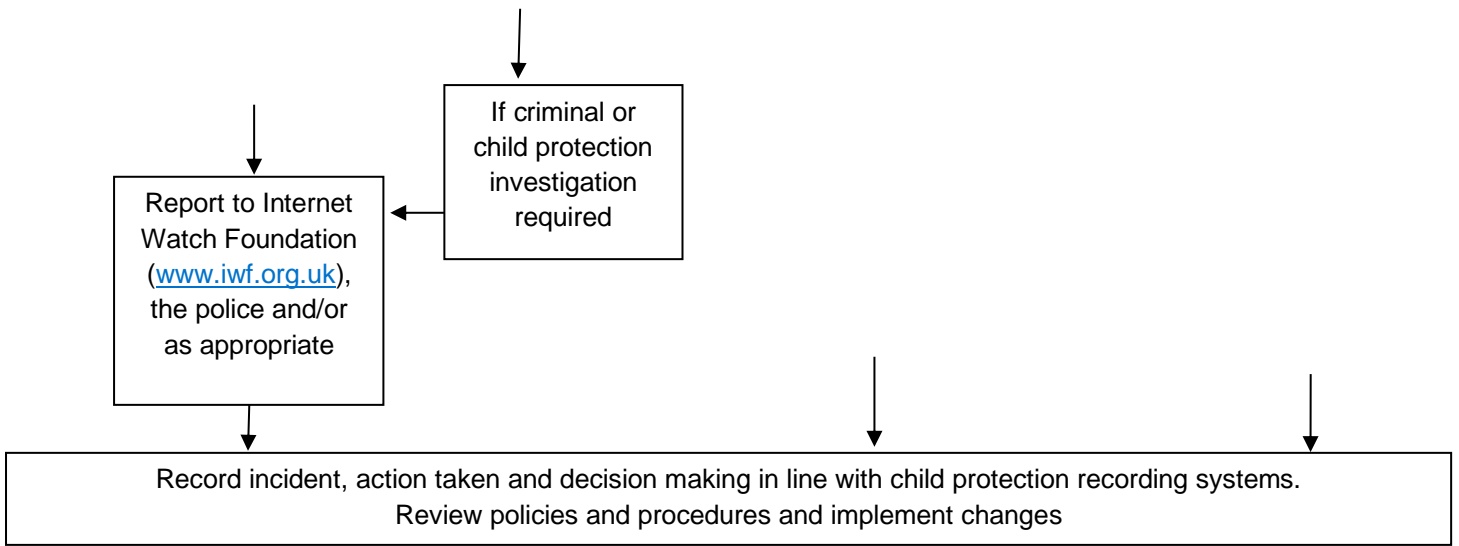 If criminal or
child protection
investigation
required
Report to Internet
Watch Foundation
(www.iwf.org.uk),
the police and/or
as appropriate
Record incident, action taken and decision making in line with child protection recording systems.
Review policies and procedures and implement changes